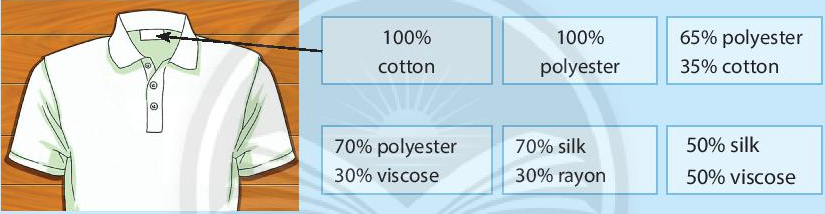 100%
cotton
100%
polyester
65% polyester
35% cotton
70% polyester
30% viscose
70% silk
30% rayon
50% silk
50% viscose